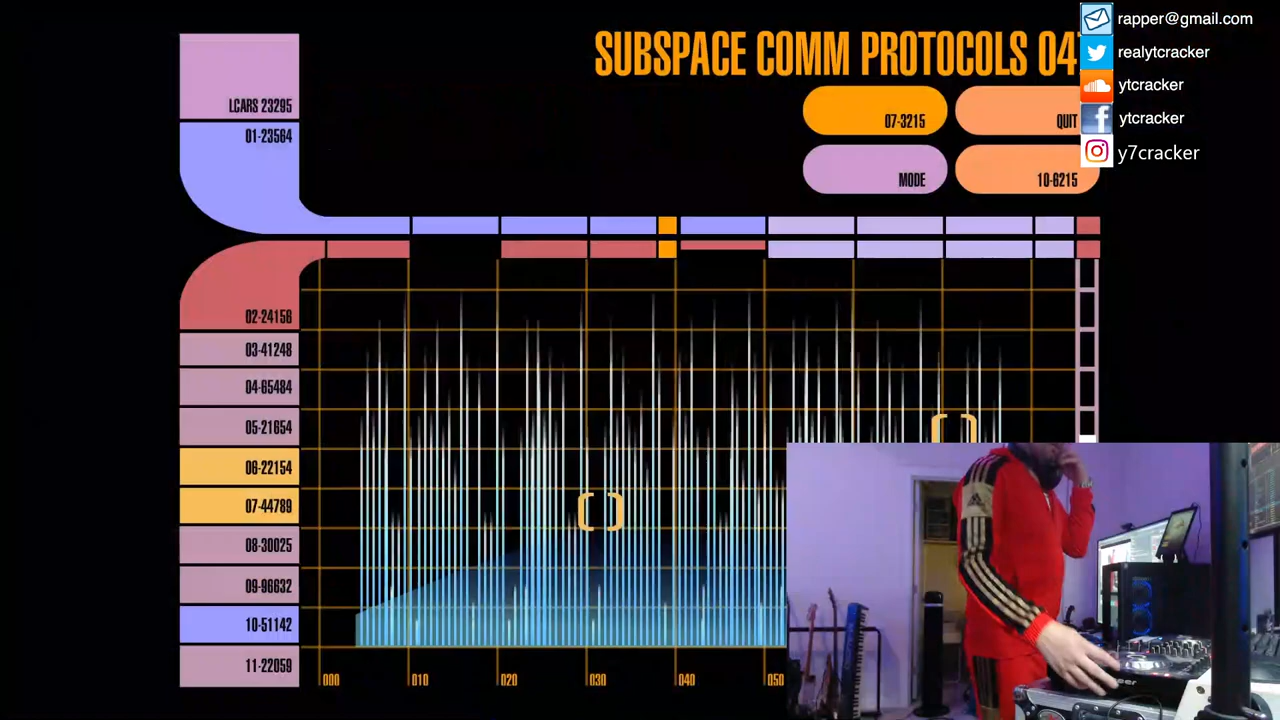 SUBSPACE COMM PROTOCOLS 04
rapper@gmail.com
realytcracker
ytcracker
ytcracker
y7cracker
LCARS 23295
01-23564
07-3215
QUIT
MODE
10-6215
02-24156
03-41248
04-65484
05-21654
06-22154
07-44789
08-30025
09-96632
10-51142
11-22059
000 010 020 030 040 050